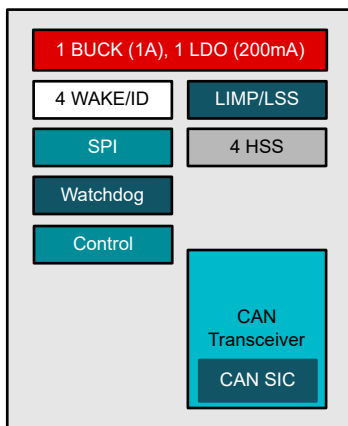 1 BUCK (1A), 1 LDO (200mA)
4 WAKE/ID
LIMP/LSS
SPI
4 HSS
Watchdog
Control
CAN
Transceiver
CAN SIC